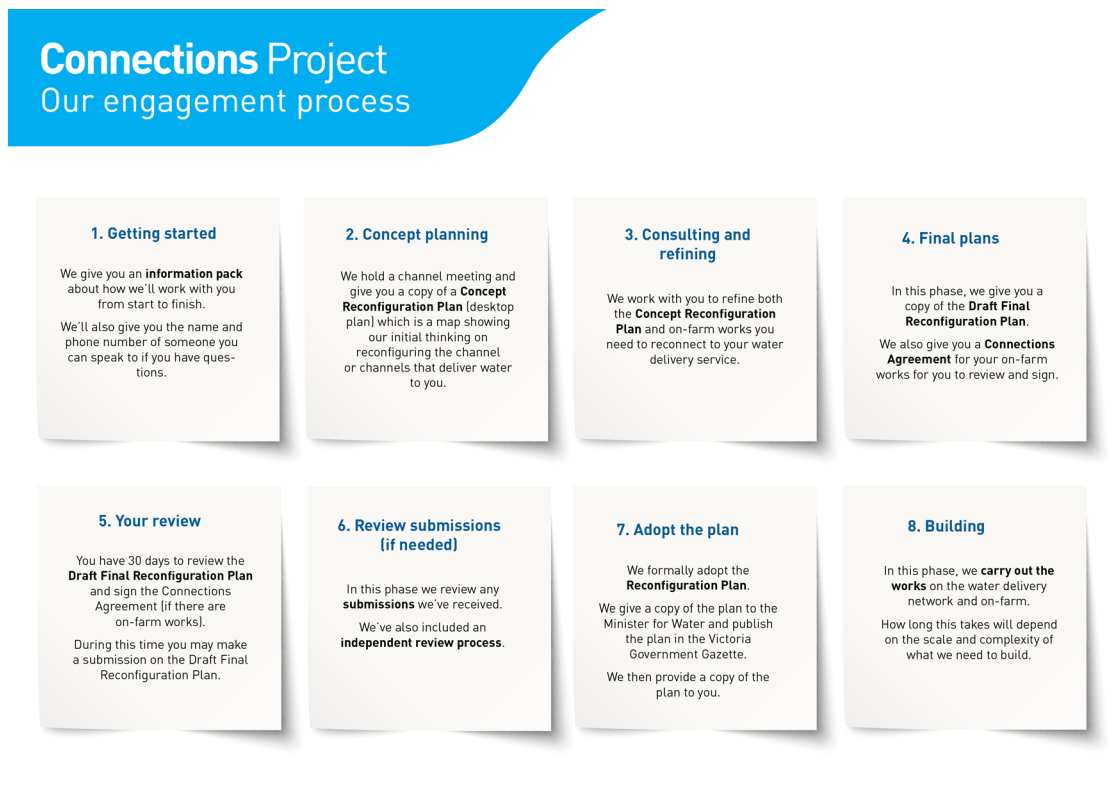 Connections Project
Our engagement process
1. Getting started
We give you an information pack
about how we'll work with you
from start to finish.
We'll also give you the name and
phone number of someone you
can speak to if you have ques-
tions.
2. Concept planning
We hold a channel meeting and
give you a copy of a Concept
Reconfiguration Plan (desktop
plan) which is a map showing
our initial thinking on
reconfiguring the channel
or channels that deliver water
to you.
3. Consulting and
refining
We work with you to refine both
the Concept Reconfiguration
Plan and on-farm works you
need to reconnect to your water
delivery service.
4. Final plans
In this phase, we give you a
copy of the Draft Final
Reconfiguration Plan.
We also give you a Connections
Agreement for your on-farm
works for you to review and sign.
5. Your review
You have 30 days to review the
Draft Final Reconfiguration Plan
and sign the Connections
Agreement (if there are
on-farm works).
During this time you may make
a submission on the Draft Final
Reconfiguration Plan.
6. Review submissions
(if needed)
In this phase we review any
submissions we've received.
We've also included an
independent review process.
7. Adopt the plan
We formally adopt the
Reconfiguration Plan.
We give a copy of the plan to the
Minister for Water and publish
the plan in the Victoria
Government Gazette.
We then provide a copy of the
plan to you.
8. Building
In this phase, we carry out the
works on the water delivery
network and on-farm.
How long this takes will depend
on the scale and complexity of
what we need to build.